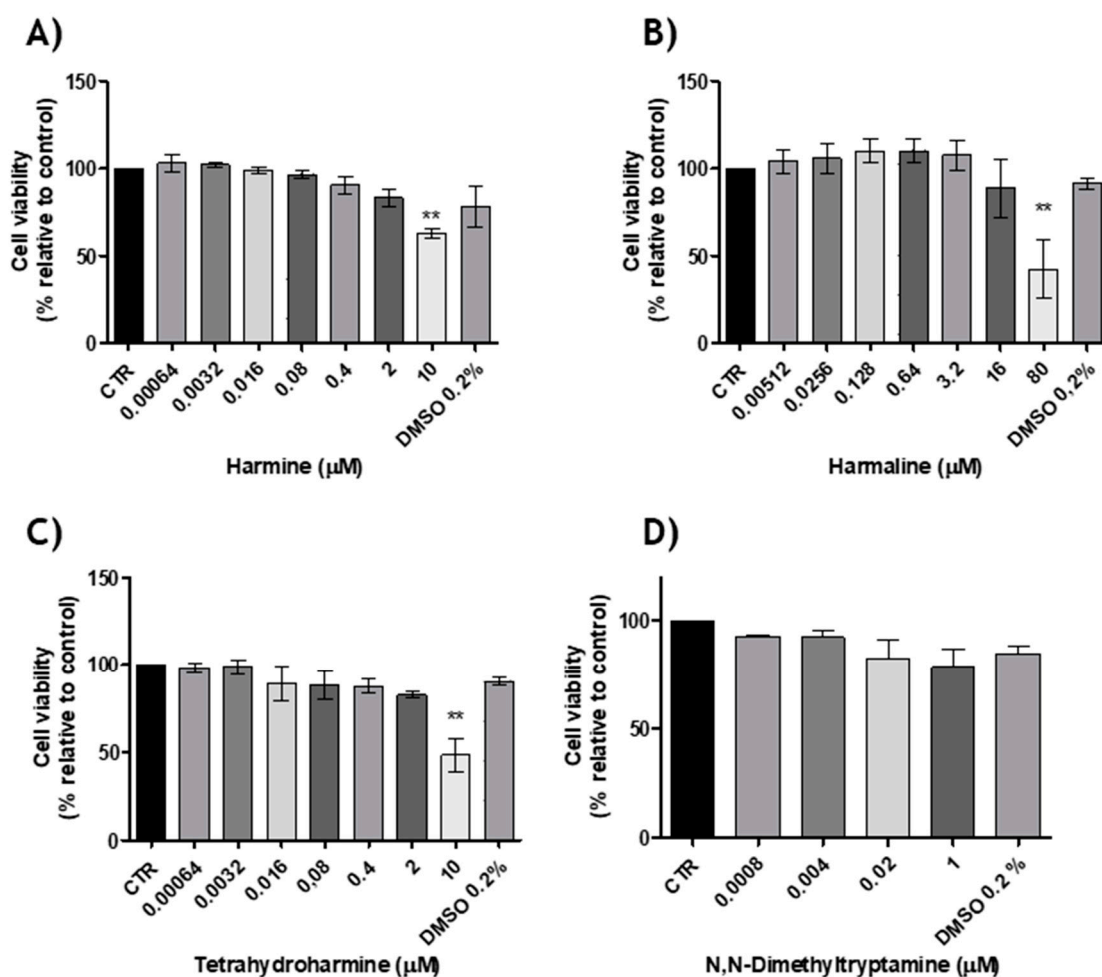 A)
Cell viability
(% relative to control)
150
100
50
0
**
CTR
0.00064
0.0032
0.016
0.08
0.4
2
10
DMSO 0.2%
Harmine (µM)
B)
Cell viability
(% relative to control)
150
100
50
0
**
CTR
0.00512
0.0256
0.128
0.64
3.2
16
80
DMSO 0,2%
Harmaline (µM)
C)
Cell viability
(% relative to control)
150
100
50
0
**
CTR
0.00064
0.0032
0.016
0,08
0.4
2
10
DMSO 0.2%
Tetrahydroharmine (µM)
D)
Cell viability
(% relative to control)
100
50
0
CTR
0.0008
0.004
0.02
1
DMSO 0.2 %
N,N-Dimethyltryptamine (µM)